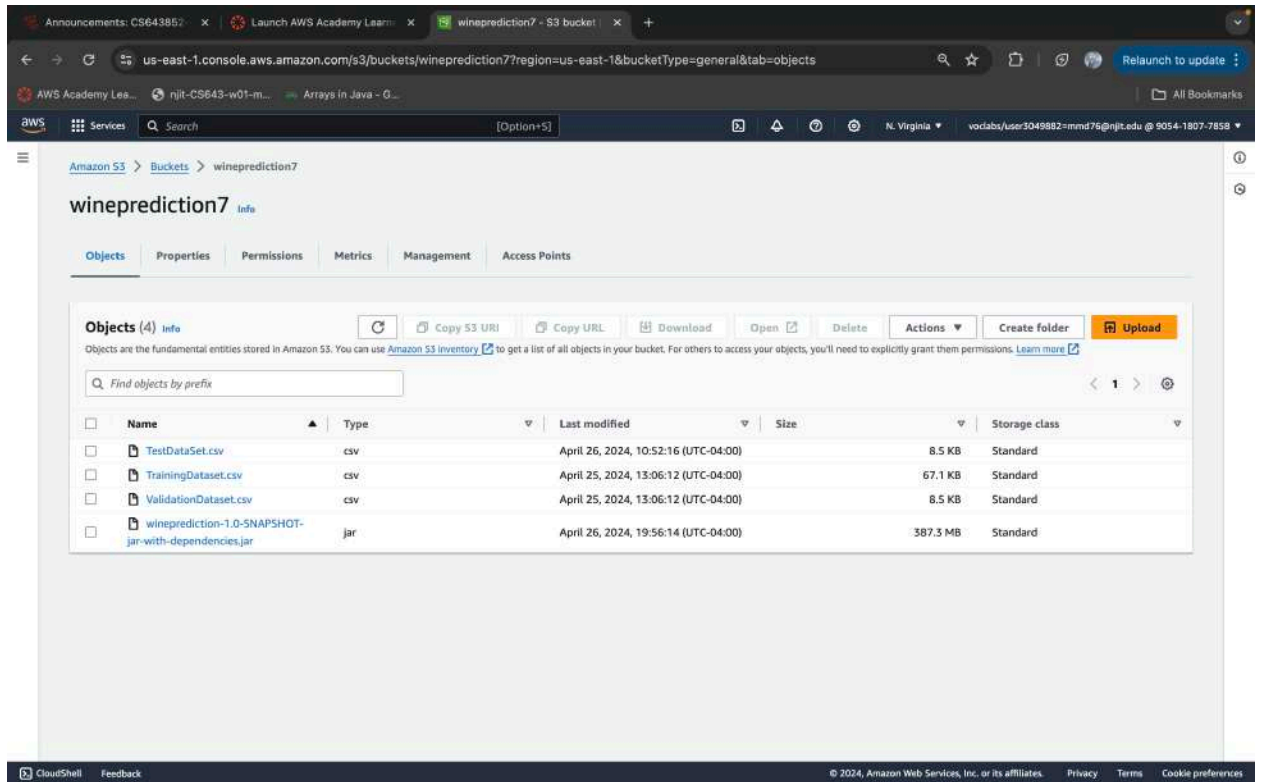 Announcements: CS643852 Launch AWS Academy Learn wineprediction7 - S3 bucket
us-east-1.console.aws.amazon.com/s3/buckets/wineprediction7?region=us-east-1&bucketType=general&tab=objects Relaunch to update
AWS Academy Lea... njit-CS643-w01-m... Arrays in Java - G... All Bookmarks
aws Services Search [Option+S] N. Virginia ▼ voclabs/user3049882=mmd76@njit.edu @ 9054-1807-7858 ▼
Amazon S3 > Buckets > wineprediction7
wineprediction7 Info
Objects Properties Permissions Metrics Management Access Points
Objects (4) Info Copy S3 URI Copy URL Download Open Delete Actions ▼ Create folder Upload
Objects are the fundamental entities stored in Amazon S3. You can use Amazon S3 inventory to get a list of all objects in your bucket. For others to access your objects, you'll need to explicitly grant them permissions. Learn more
Find objects by prefix < 1 >
Name ▲ Type Last modified Size Storage class
TestDataSet.csv csv April 26, 2024, 10:52:16 (UTC-04:00) 8.5 KB Standard
TrainingDataset.csv csv April 25, 2024, 13:06:12 (UTC-04:00) 67.1 KB Standard
ValidationDataset.csv csv April 25, 2024, 13:06:12 (UTC-04:00) 8.5 KB Standard
wineprediction-1.0-SNAPSHOT-
jar-with-dependencies.jar jar April 26, 2024, 19:56:14 (UTC-04:00) 387.3 MB Standard
CloudShell Feedback © 2024, Amazon Web Services, Inc. or its affiliates. Privacy Terms Cookie preferences